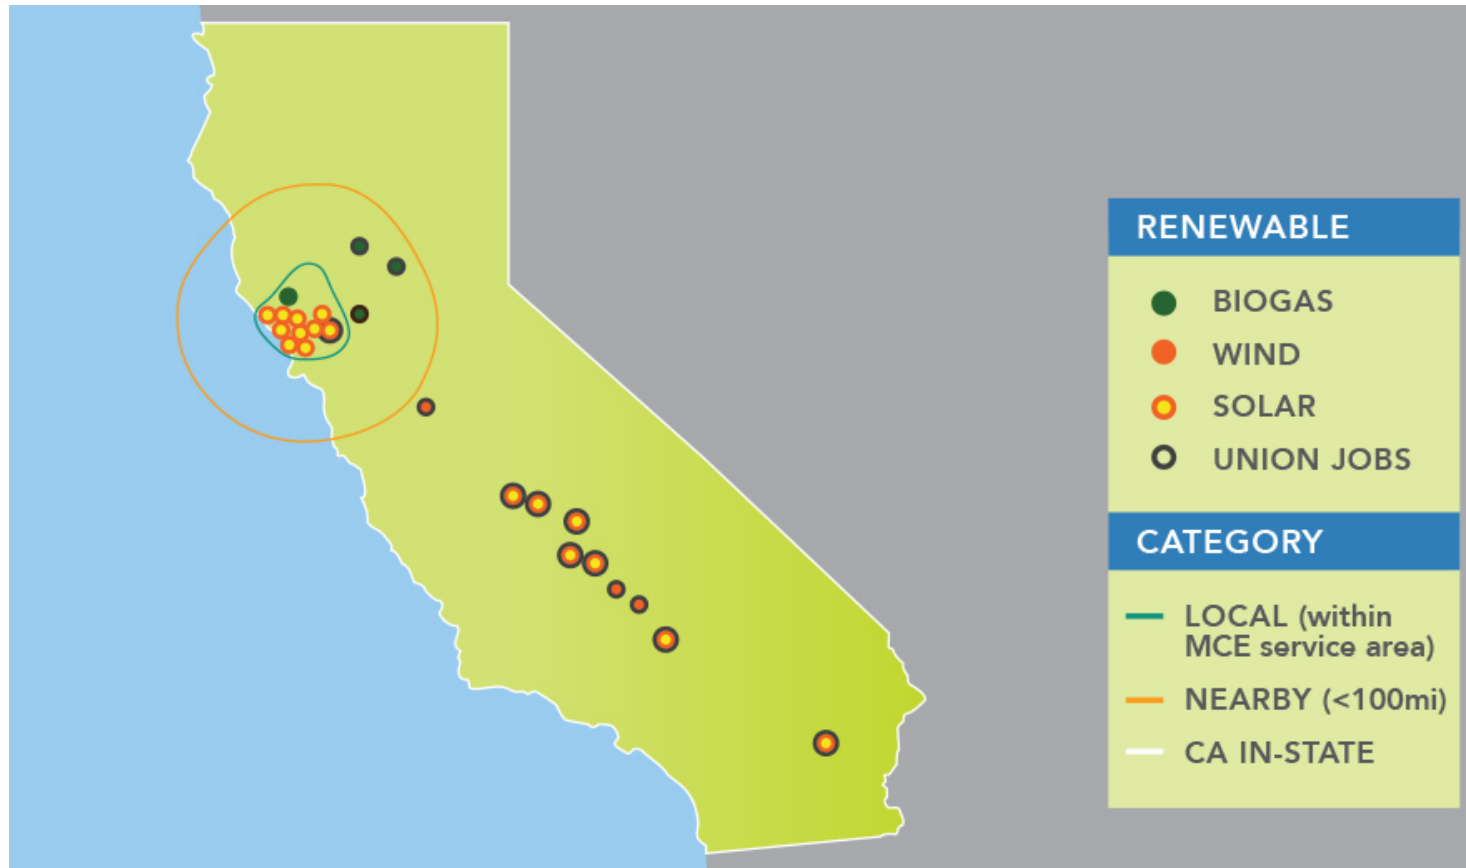 RENEWABLE
BIOGAS
WIND
SOLAR
UNION JOBS
CATEGORY
LOCAL (within
MCE service area)
NEARBY (<100mi)
CA IN-STATE